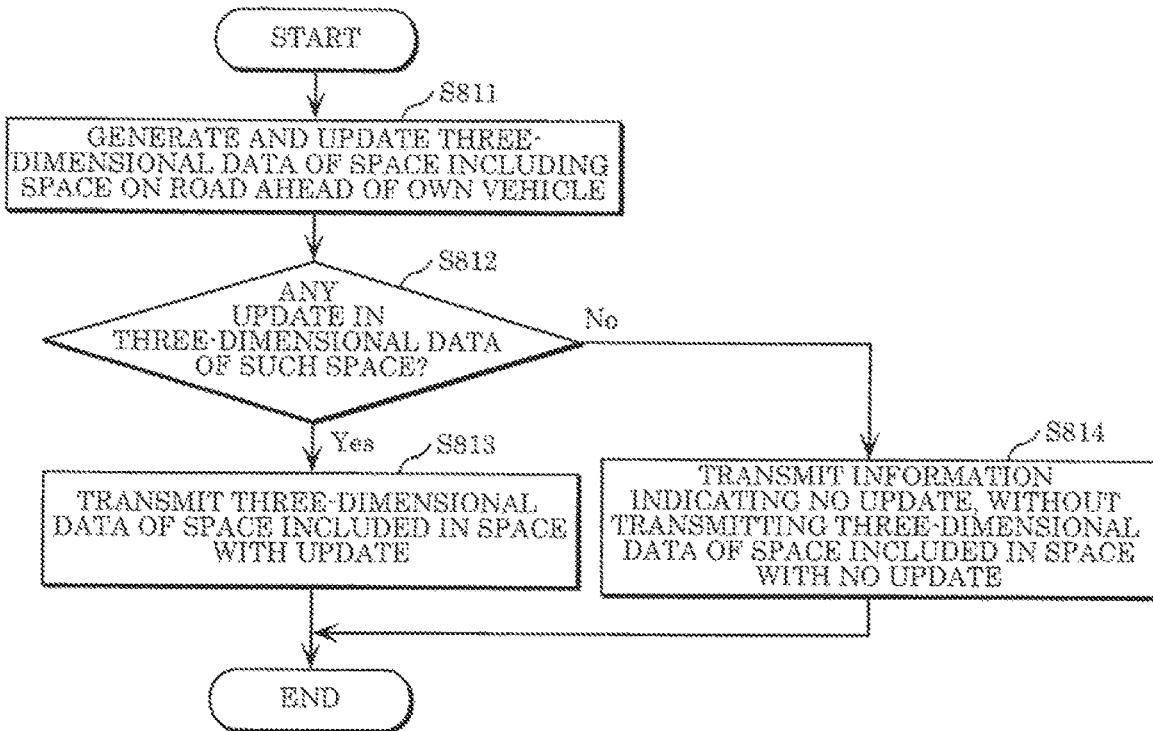 START
S811
GENERATE AND UPDATE THREE-
DIMENSIONAL DATA OF SPACE INCLUDING
SPACE ON ROAD AHEAD OF OWN VEHICLE
S812
ANY
UPDATE IN
THREE-DIMENSIONAL DATA
OF SUCH SPACE?
No
Yes
S813
TRANSMIT THREE-DIMENSIONAL
DATA OF SPACE INCLUDED IN SPACE
WITH UPDATE
S814
TRANSMIT INFORMATION
INDICATING NO UPDATE, WITHOUT
TRANSMITTING THREE-DIMENSIONAL
DATA OF SPACE INCLUDED IN SPACE
WITH NO UPDATE
END